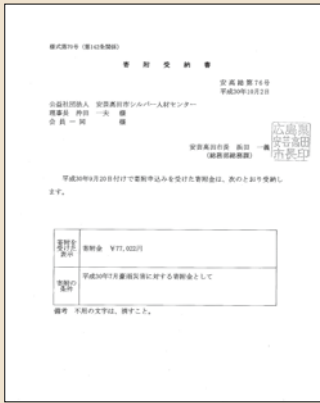 様式第79号（第142条関係）
寄附受納書
安高総第76号
平成30年10月2日
公益社団法人　安芸高田市シルバー人材センター
理事長　押田　一夫　様
会員一同　様
安芸高田市長　浜田　一義
（総務部総務課）
広島県
安芸高田
市長印
平成30年9月20日付けで寄附申込みを受けた寄附金は、次のとおり受納し
ます。
寄附を受けた表示　寄附金　￥77,022円
寄附の条件　平成30年7月豪雨災害に対する寄附金として
備考　不用の文字は、消すこと。